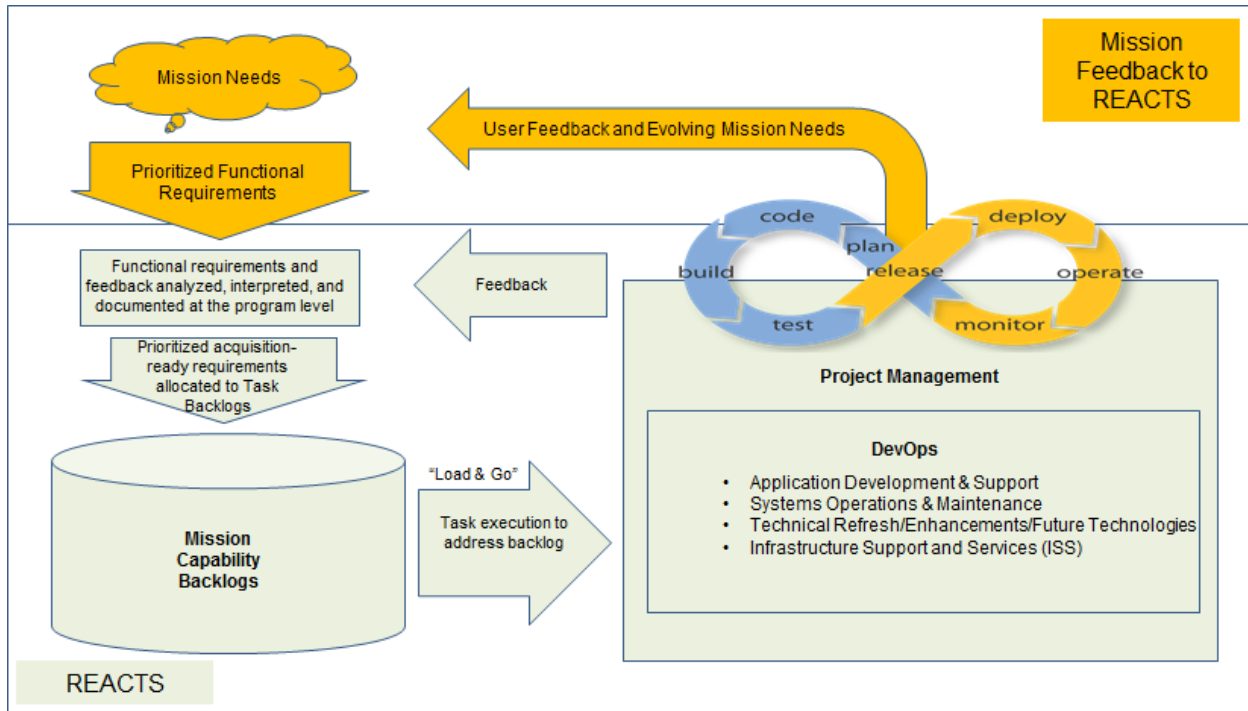 Mission Needs
Mission
Feedback to
REACTS
User Feedback and Evolving Mission Needs
Prioritized Functional
Requirements
code
deploy
plan
build
release
operate
test
monitor
Functional requirements and
feedback analyzed, interpreted, and
documented at the program level
Feedback
Prioritized acquisition-
ready requirements
allocated to Task
Backlogs
Project Management
DevOps
• Application Development & Support
• Systems Operations & Maintenance
• Technical Refresh/Enhancements/Future Technologies
• Infrastructure Support and Services (ISS)
"Load & Go"
Task execution to
address backlog
Mission
Capability
Backlogs
REACTS